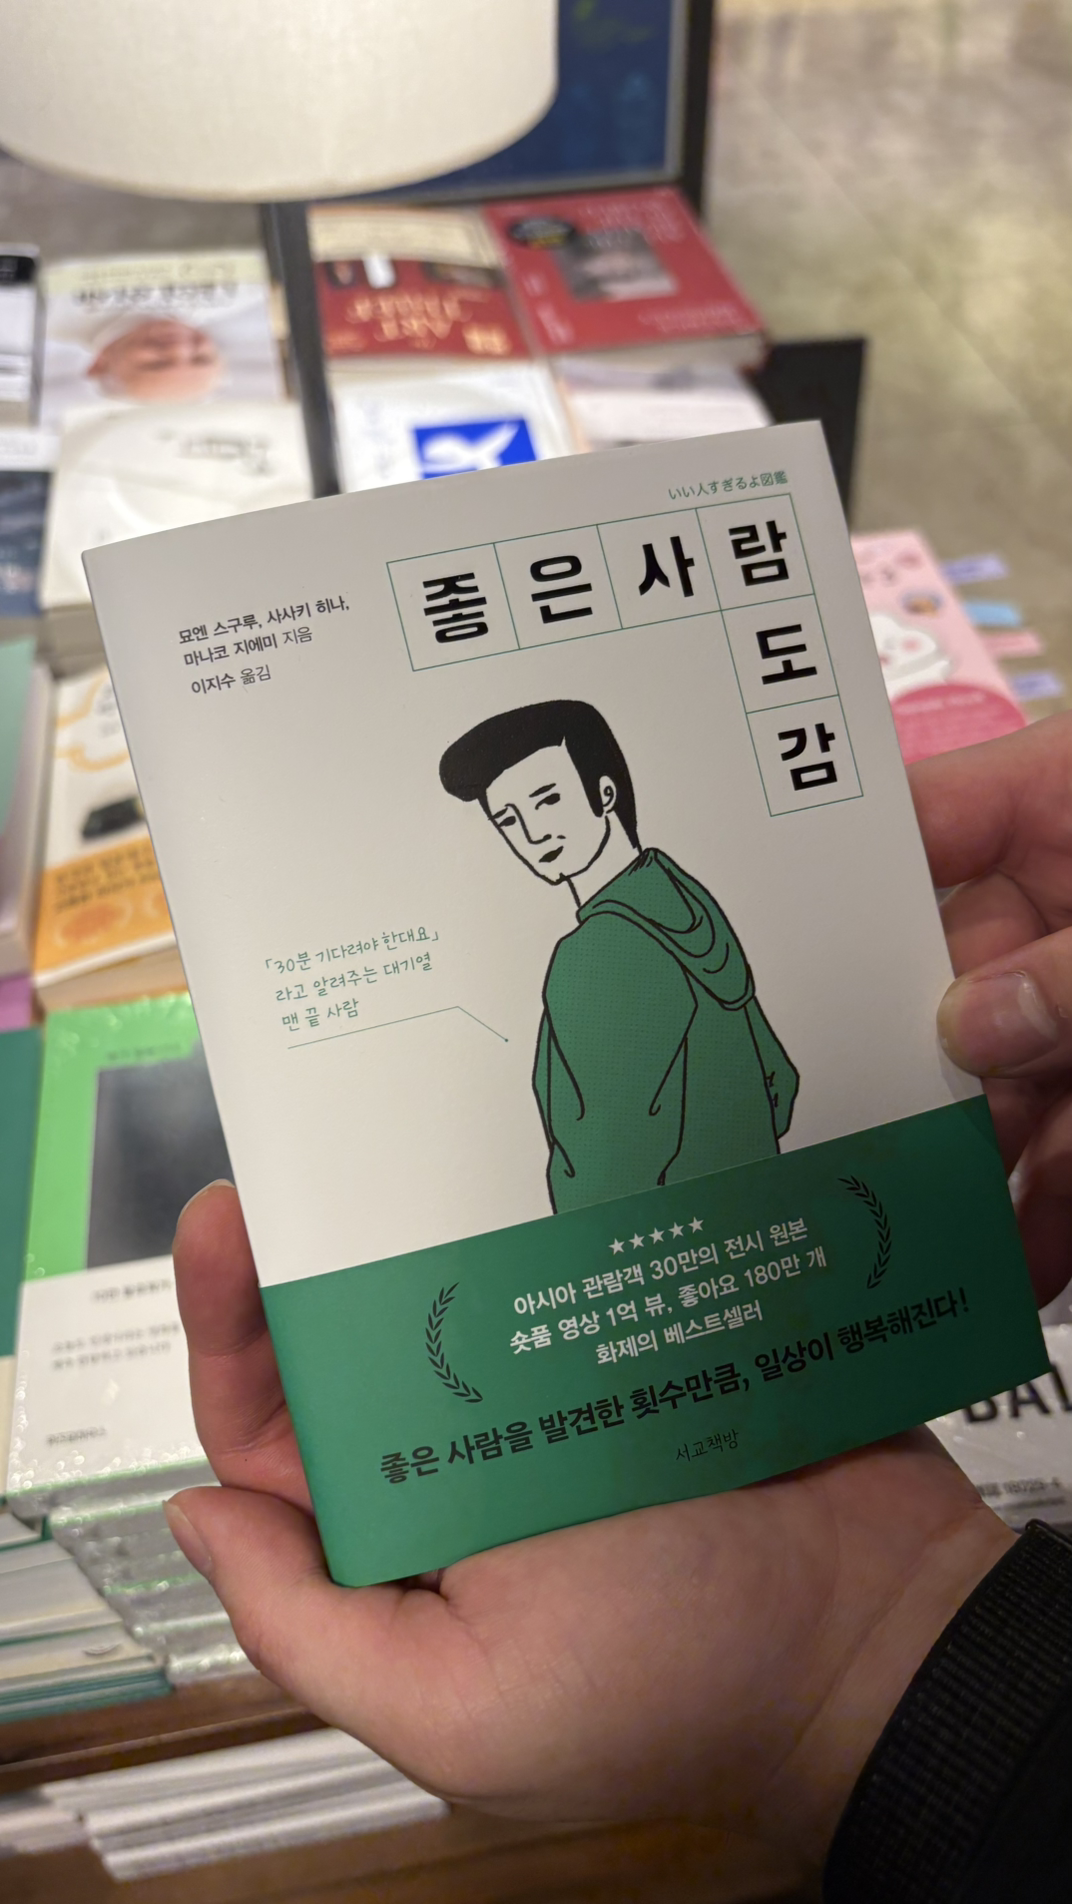 いい人すぎるよ図鑑
좋은사람
도
감
묘엔 스구루, 사사키 히나,
마나코 지에미 지음
이지수 옮김
「30분 기다려야 한대요」
라고 알려주는 대기열
맨 끝 사람
★★★★★
아시아 관람객 30만의 전시 원본
숏품 영상 1억 뷰, 좋아요 180만 개
화제의 베스트셀러
좋은 사람을 발견한 횟수만큼, 일상이 행복해진다!
서교책방